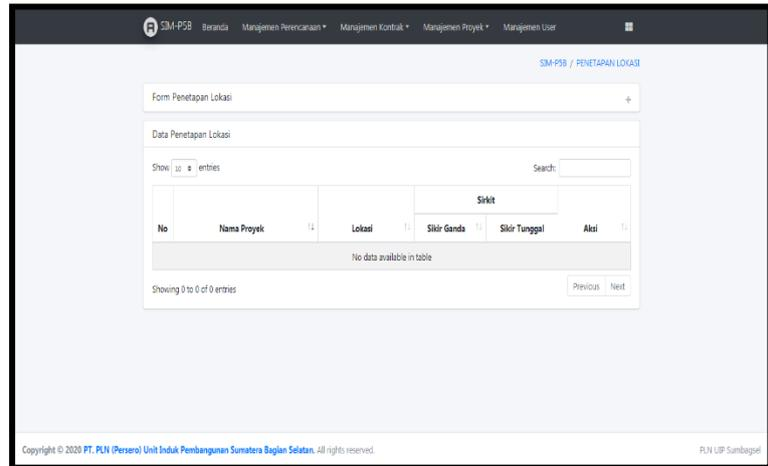 SIM-PSB Beranda Manajemen Perencanaan Manajemen Kontrak Manajemen Proyek Manajemen User
SIM-PSB / PENETAPAN LOKASI
Form Penetapan Lokasi +
Data Penetapan Lokasi
Show 10 entries Search:
Sirkit
No Nama Proyek Lokasi Sikir Ganda Sikir Tunggal Aksi
No data available in table
Showing 0 to 0 of 0 entries Previous Next
Copyright © 2020 PT. PLN (Persero) Unit Induk Pembangunan Sumatera Bagian Selatan. All rights reserved. PLN UIP Sumbagsel